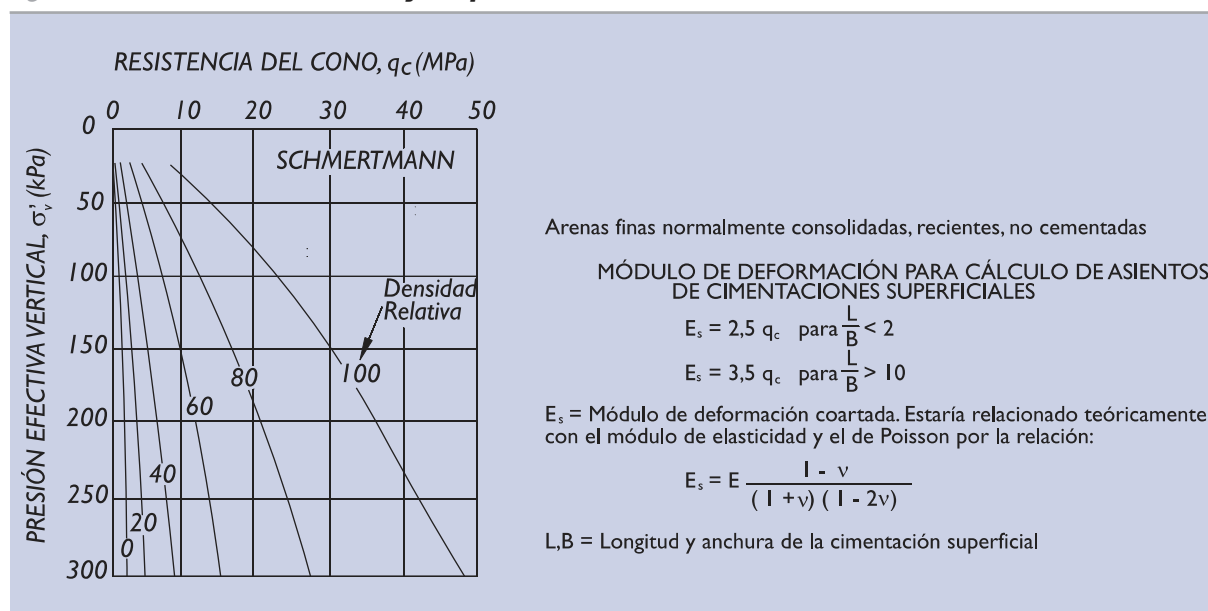 RESISTENCIA DEL CONO, qc (MPa)
0 10 20 30 40 50
0
50
100
150
200
250
300
PRESIÓN EFECTIVA VERTICAL, σ'v (kPa)
SCHMERTMANN
Densidad
Relativa
100
80
60
40
20
0
Arenas finas normalmente consolidadas, recientes, no cementadas
MÓDULO DE DEFORMACIÓN PARA CÁLCULO DE ASIENTOS
DE CIMENTACIONES SUPERFICIALES
Es = 2,5 qc para L/B < 2
Es = 3,5 qc para L/B > 10
Es = Módulo de deformación coartada. Estaría relacionado teóricamente
con el módulo de elasticidad y el de Poisson por la relación:
Es = E (1 - ν) / ((1 + ν) (1 - 2ν))
L,B = Longitud y anchura de la cimentación superficial